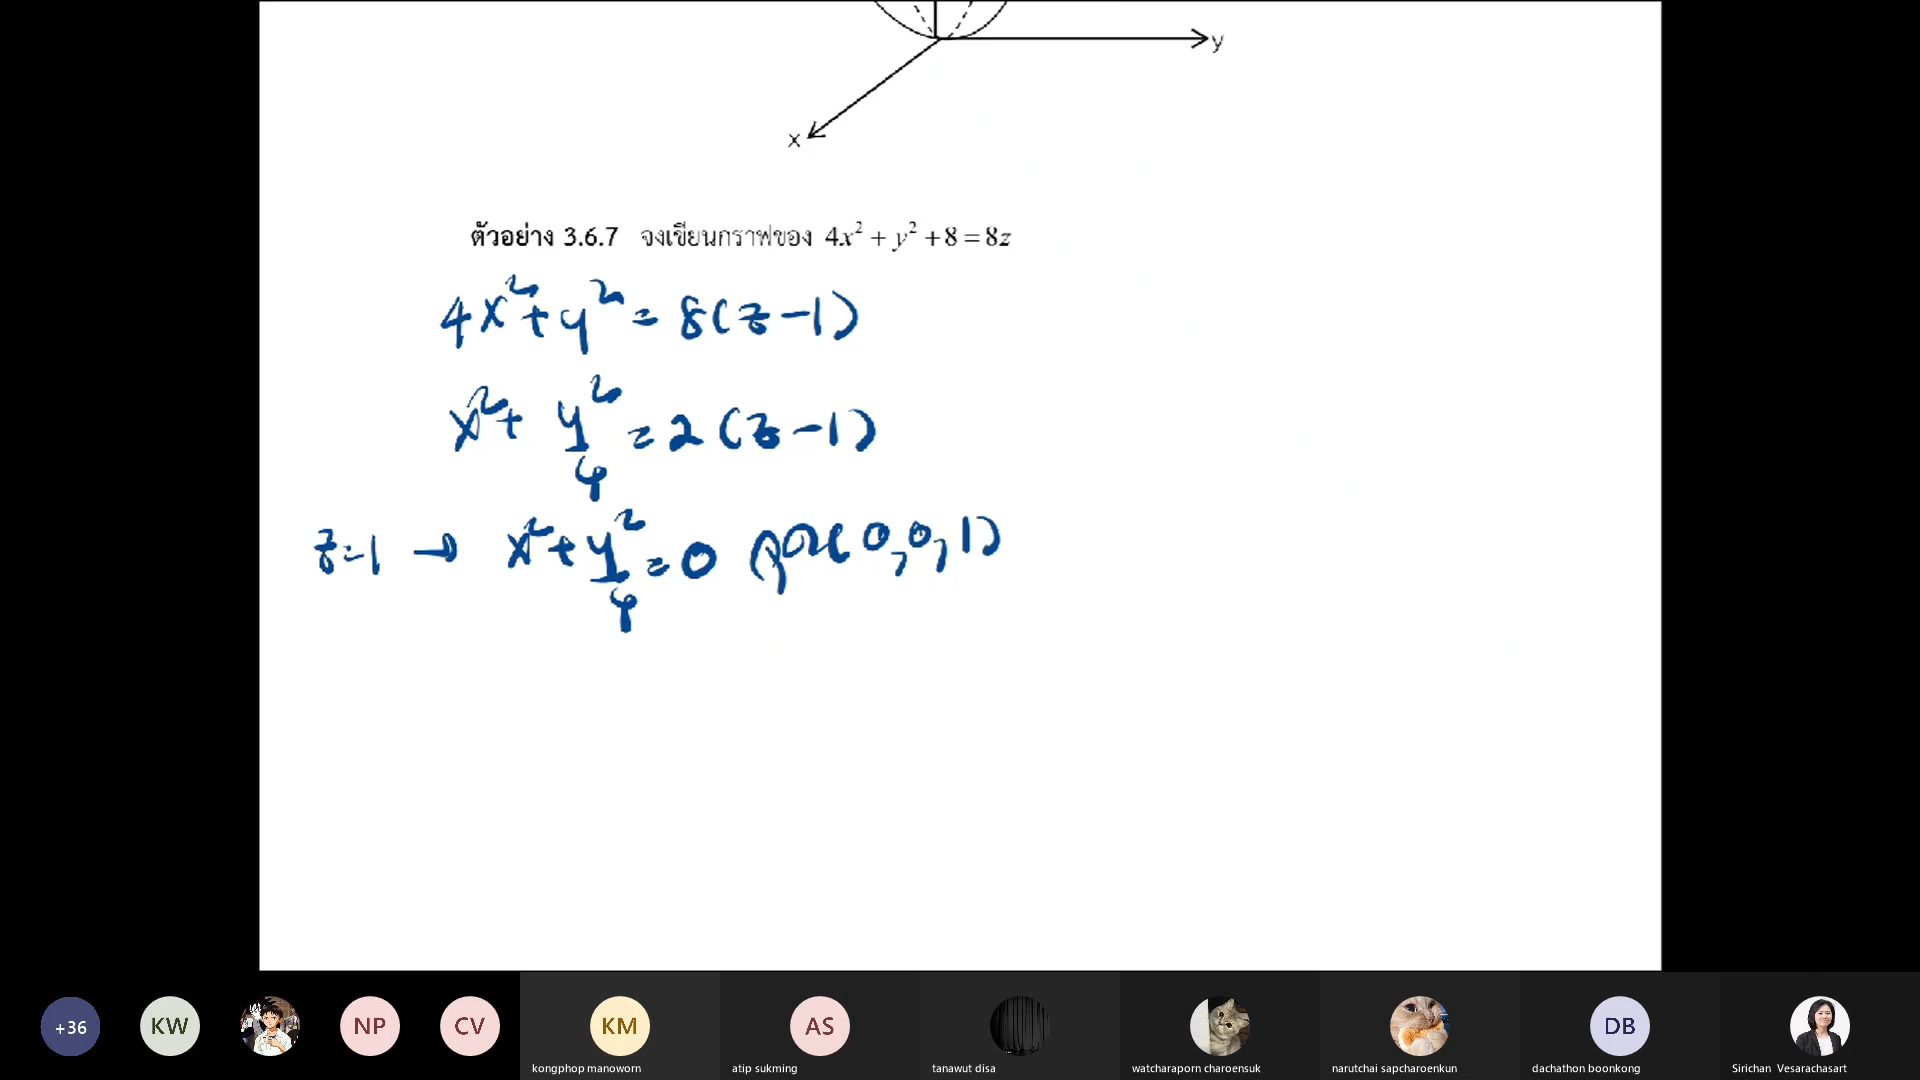 y
x
ตัวอย่าง 3.6.7 จงเขียนกราฟของ 4x² + y² + 8 = 8z
4x² + y² = 8(z-1)
x² + y²/4 = 2(z-1)
z=1 → x² + y²/4 = 0 จุด (0,0,1)
+36
KW
NP
CV
KM
AS
DB
kongphop manoworn
atip sukming
tanawut disa
watcharaporn charoensuk
narutchai sapcharoenkun
dachathon boonkong
Sirichan Vesarachasart